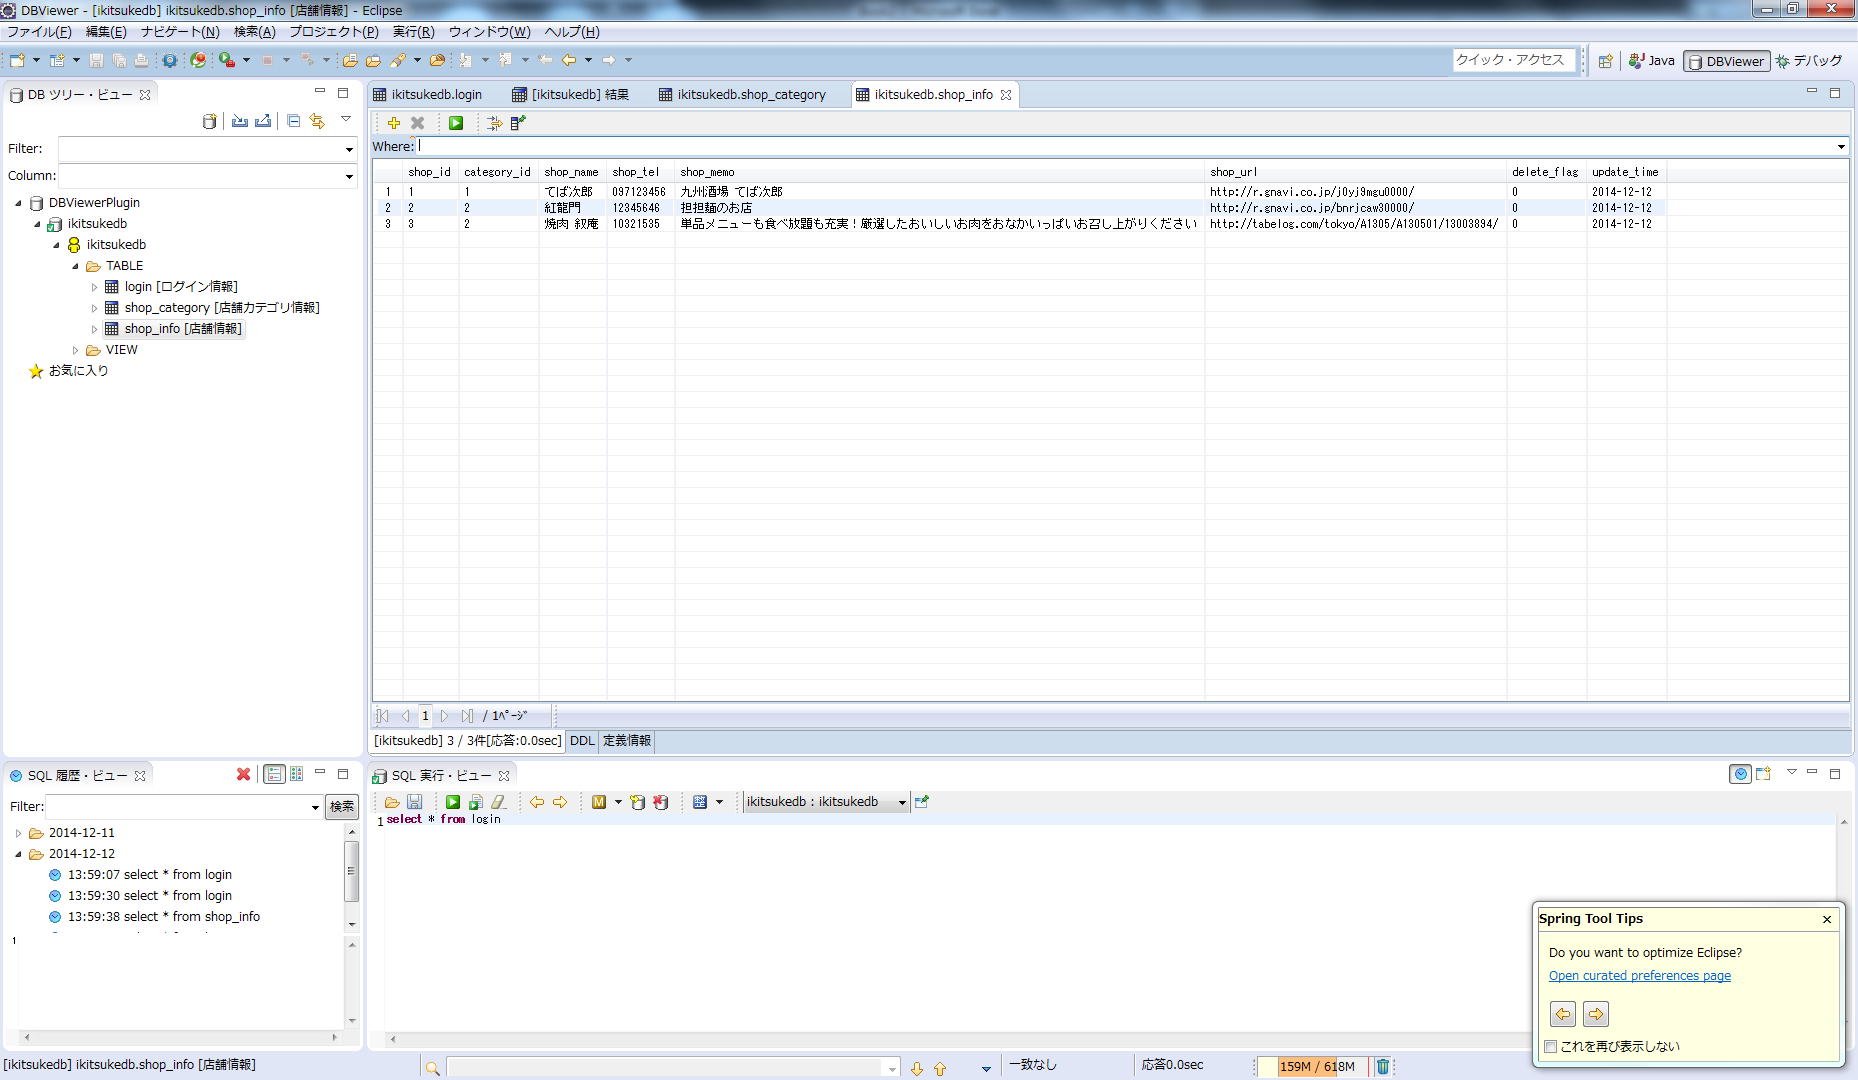 DBViewer - [ikitsukedb] ikitsukedb.shop_info [店舗情報] - Eclipse
ファイル(F) 編集(E) ナビゲート(N) 検索(A) プロジェクト(P) 実行(R) ウィンドウ(W) ヘルプ(H)
クイック・アクセス Java DBViewer デバッグ
DB ツリー・ビュー
Filter:
Column:
DBViewerPlugin
ikitsukedb
ikitsukedb
TABLE
login [ログイン情報]
shop_category [店舗カテゴリ情報]
shop_info [店舗情報]
VIEW
お気に入り
ikitsukedb.login [ikitsukedb] 結果 ikitsukedb.shop_category ikitsukedb.shop_info
Where:
shop_id category_id shop_name shop_tel shop_memo shop_url delete_flag update_time
1 1 1 てば次郎 097123456 九州酒場 てば次郎 http://r.gnavi.co.jp/j0yj9mgu0000/ 0 2014-12-12
2 2 2 紅龍門 12345646 担担麺のお店 http://r.gnavi.co.jp/bnrjcaw30000/ 0 2014-12-12
3 3 2 焼肉 叙庵 10321535 単品メニューも食べ放題も充実！厳選したおいしいお肉をおなかいっぱいお召し上がりください http://tabelog.com/tokyo/A1305/A130501/13003894/ 0 2014-12-12
1 / 1ﾍﾟｰｼﾞ
[ikitsukedb] 3 / 3件[応答:0.0sec] DDL 定義情報
SQL 履歴・ビュー
Filter: 検索
2014-12-11
2014-12-12
13:59:07 select * from login
13:59:30 select * from login
13:59:38 select * from shop_info
1
SQL 実行・ビュー
M ikitsukedb : ikitsukedb
1 select * from login
Spring Tool Tips
Do you want to optimize Eclipse?
Open curated preferences page
これを再び表示しない
[ikitsukedb] ikitsukedb.shop_info [店舗情報] 一致なし 応答0.0sec 159M / 618M